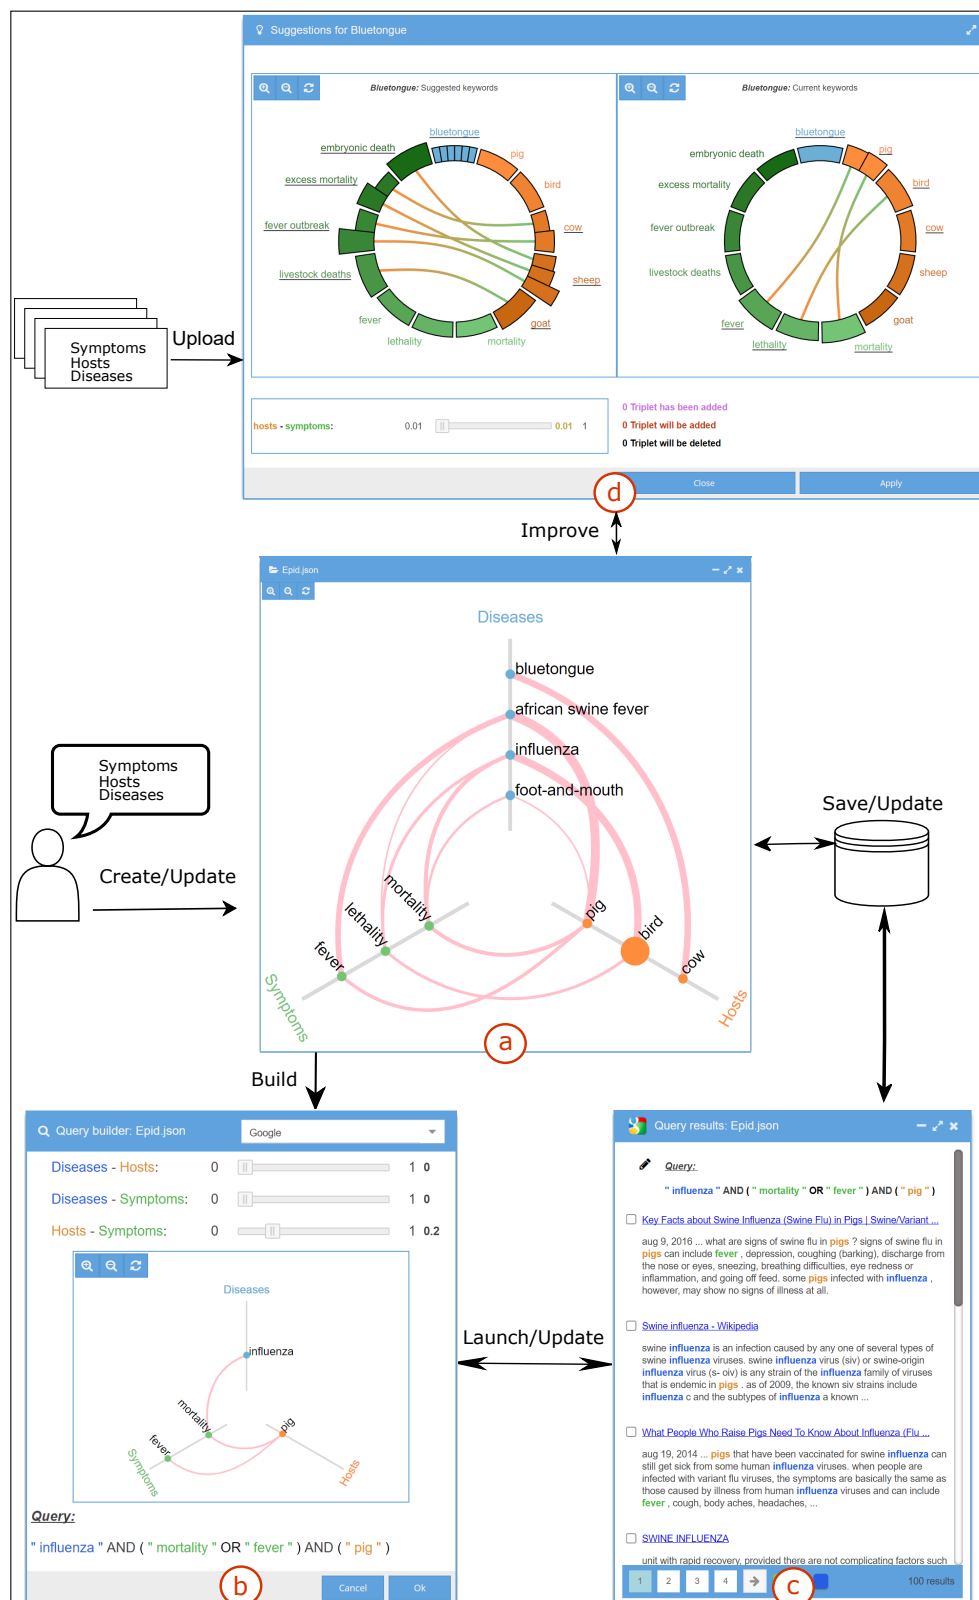 Suggestions for Bluetongue
Bluetongue: Suggested keywords
bluetongue
embryonic death
pig
excess mortality
bird
fever outbreak
cow
livestock deaths
sheep
fever
goat
lethality
mortality
Bluetongue: Current keywords
bluetongue
embryonic death
pig
excess mortality
bird
fever outbreak
cow
livestock deaths
sheep
fever
goat
lethality
mortality
Symptoms
Hosts
Diseases
Upload
hosts - symptoms: 0.01 0.01 1
0 Triplet has been added
0 Triplet will be added
0 Triplet will be deleted
Close
Apply
d
Improve
Epid.json
Diseases
bluetongue
african swine fever
influenza
foot-and-mouth
mortality
lethality
fever
Symptoms
pig
bird
cow
Hosts
a
Symptoms
Hosts
Diseases
Create/Update
Save/Update
Build
Query builder: Epid.json
Google
Diseases - Hosts: 0 1 0
Diseases - Symptoms: 0 1 0
Hosts - Symptoms: 0 1 0.2
Diseases
influenza
mortality
fever
Symptoms
pig
Hosts
Query:
" influenza " AND ( " mortality " OR " fever " ) AND ( " pig " )
b
Cancel
Ok
Launch/Update
Query results: Epid.json
Query:
" influenza " AND ( " mortality " OR " fever " ) AND ( " pig " )
Key Facts about Swine Influenza (Swine Flu) in Pigs | Swine/Variant ...
aug 9, 2016 ... what are signs of swine flu in pigs ? signs of swine flu in
pigs can include fever , depression, coughing (barking), discharge from
the nose or eyes, sneezing, breathing difficulties, eye redness or
inflammation, and going off feed. some pigs infected with influenza ,
however, may show no signs of illness at all.
Swine influenza - Wikipedia
swine influenza is an infection caused by any one of several types of
swine influenza viruses. swine influenza virus (siv) or swine-origin
influenza virus (s- oiv) is any strain of the influenza family of viruses
that is endemic in pigs . as of 2009, the known siv strains include
influenza c and the subtypes of influenza a known ...
What People Who Raise Pigs Need To Know About Influenza (Flu ...
aug 19, 2014 ... pigs that have been vaccinated for swine influenza can
still get sick from some human influenza viruses. when people are
infected with variant flu viruses, the symptoms are basically the same as
those caused by illness from human influenza viruses and can include
fever , cough, body aches, headaches, ...
SWINE INFLUENZA
unit with rapid recovery, provided there are not complicating factors such
1 2 3 4
c
100 results